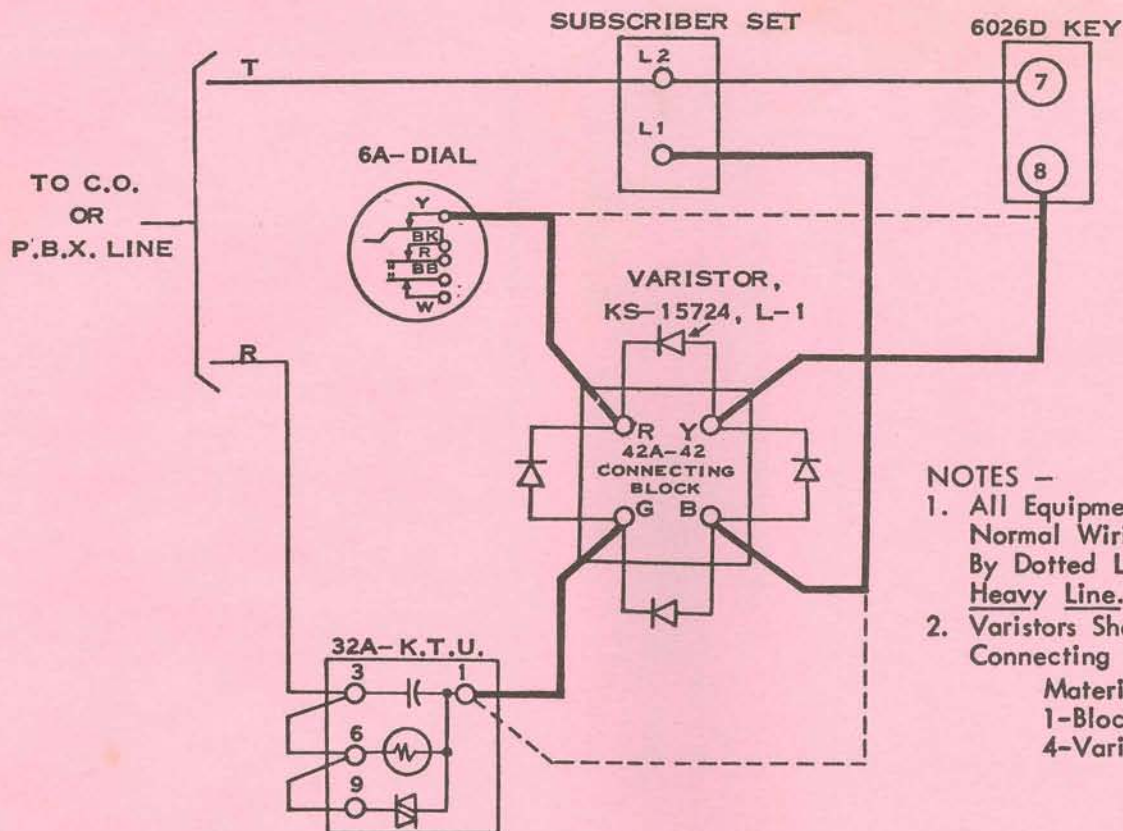 SUBSCRIBER SET
6026D KEY
T
L2
7
L1
8
6A-DIAL
TO C.O.
OR
P.B.X. LINE
Y
BK
R
BB
W
VARISTOR,
KS-15724, L-1
R
R Y
42A-42
CONNECTING
BLOCK
G B
NOTES -
1. All Equipme
Normal Wiri
By Dotted L
Heavy Line.
2. Varistors Sho
Connecting
Materi
1-Bloc
4-Vari
32A-K.T.U.
3 1
6
9